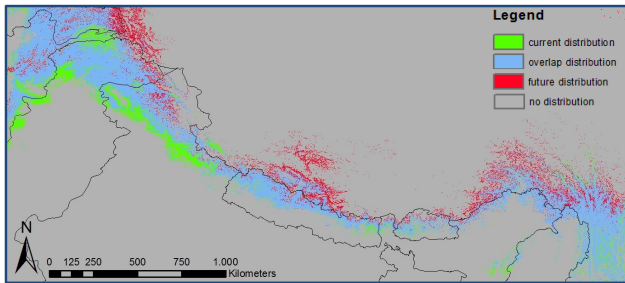 Legend
current distribution
overlap distribution
future distribution
no distribution
N
0 125 250 500 750 1.000
Kilometers